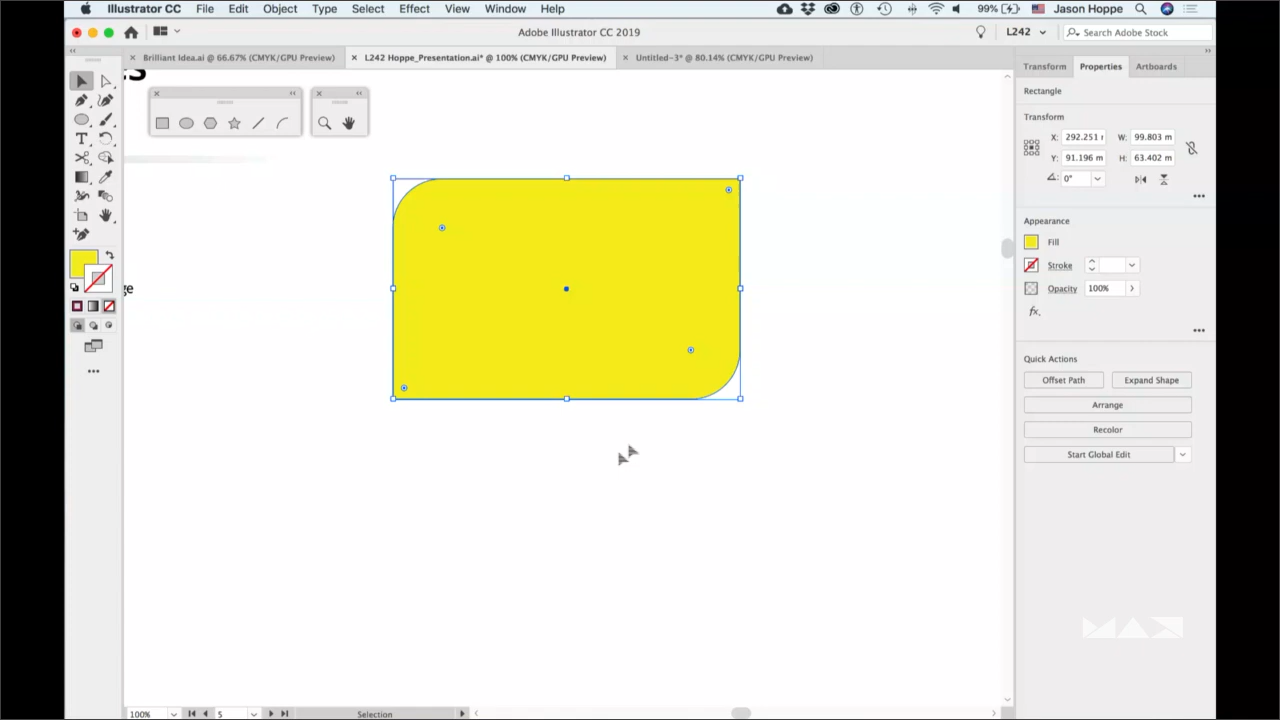 Illustrator CC File Edit Object Type Select Effect View Window Help 99% Jason Hoppe
Adobe Illustrator CC 2019 L242 Search Adobe Stock
Brilliant Idea.ai @ 66.67% (CMYK/GPU Preview) L242 Hoppe_Presentation.ai* @ 100% (CMYK/GPU Preview) Untitled-3* @ 80.14% (CMYK/GPU Preview)
Transform Properties Artboards
Rectangle
Transform
X: 292.251 W: 99.803 m
Y: 91.196 m H: 63.402 m
0°
Appearance
Fill
Stroke
ge
Opacity 100%
fx.
Quick Actions
Offset Path Expand Shape
Arrange
Recolor
Start Global Edit
MAX
100% 5 Selection